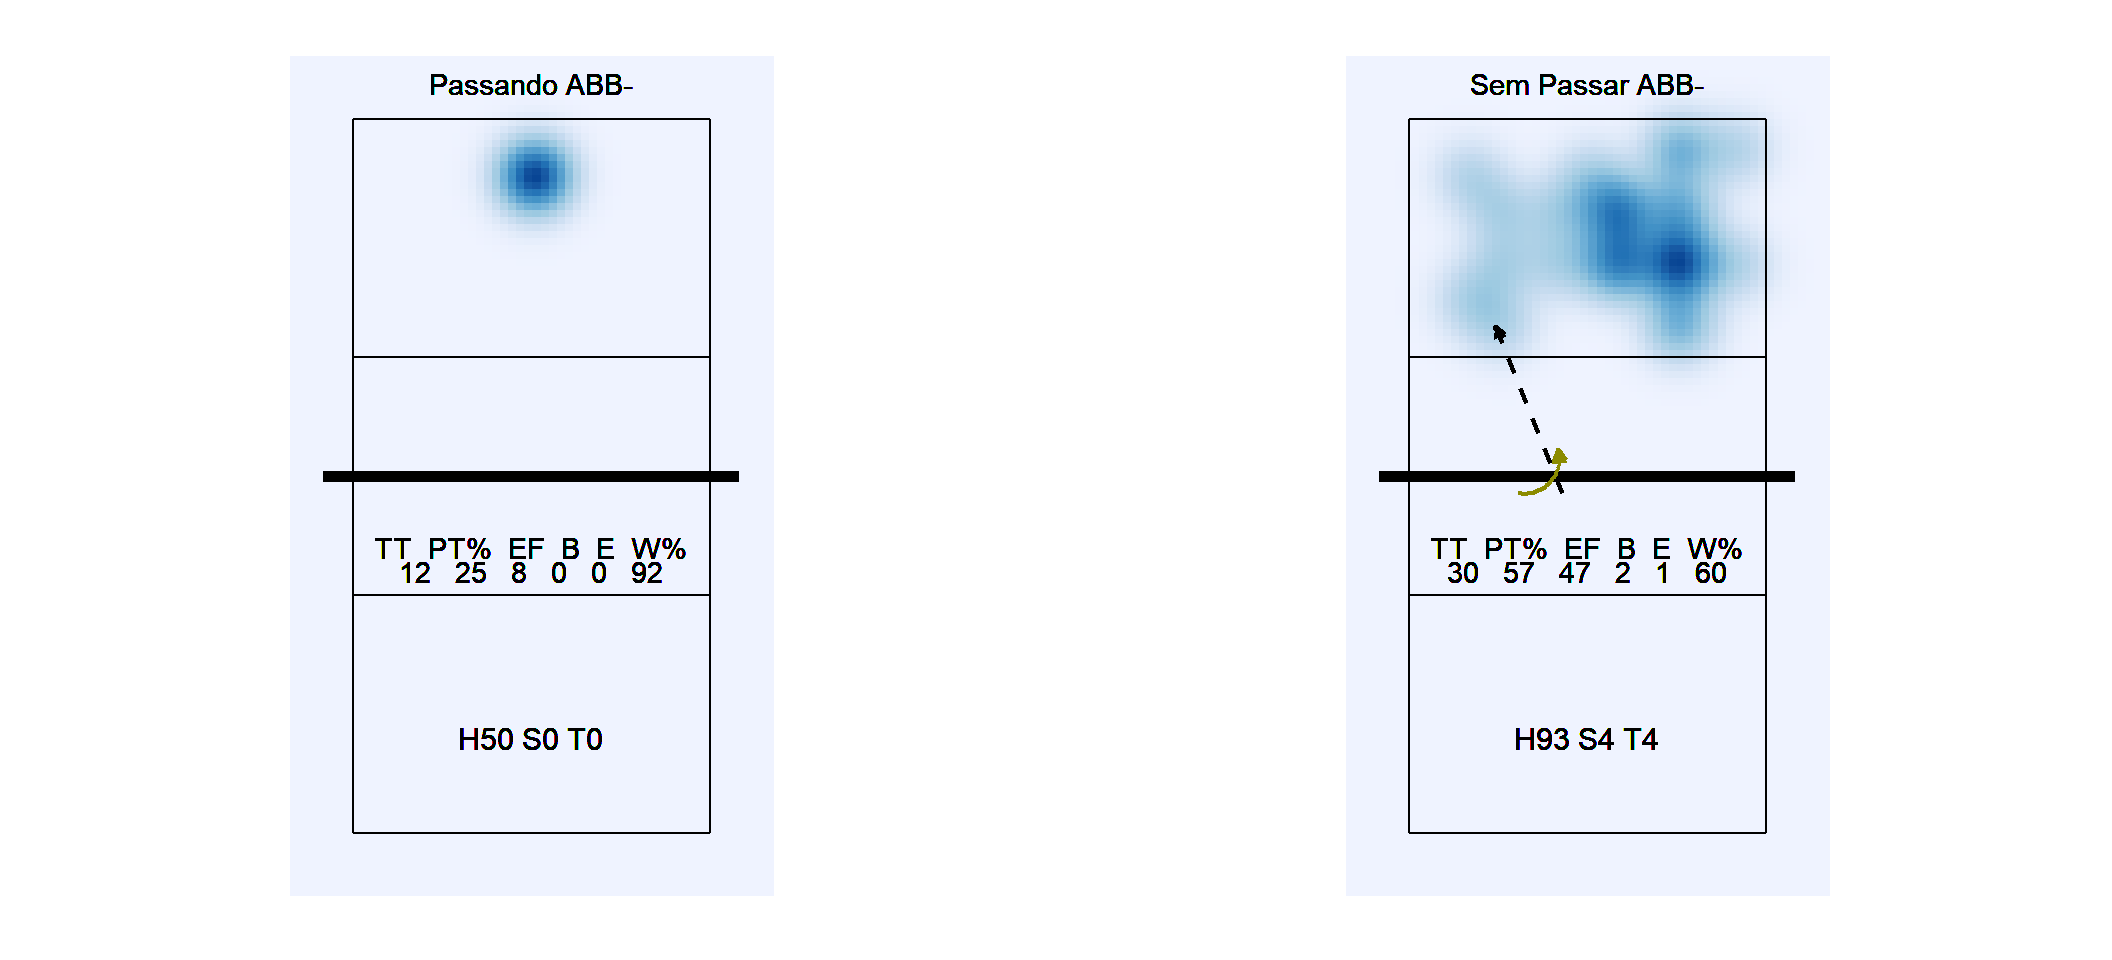 Passando ABB-
TT PT% EF B E W%
12 25 8 0 0 92
H50 S0 T0
Sem Passar ABB-
TT PT% EF B E W%
30 57 47 2 1 60
H93 S4 T4